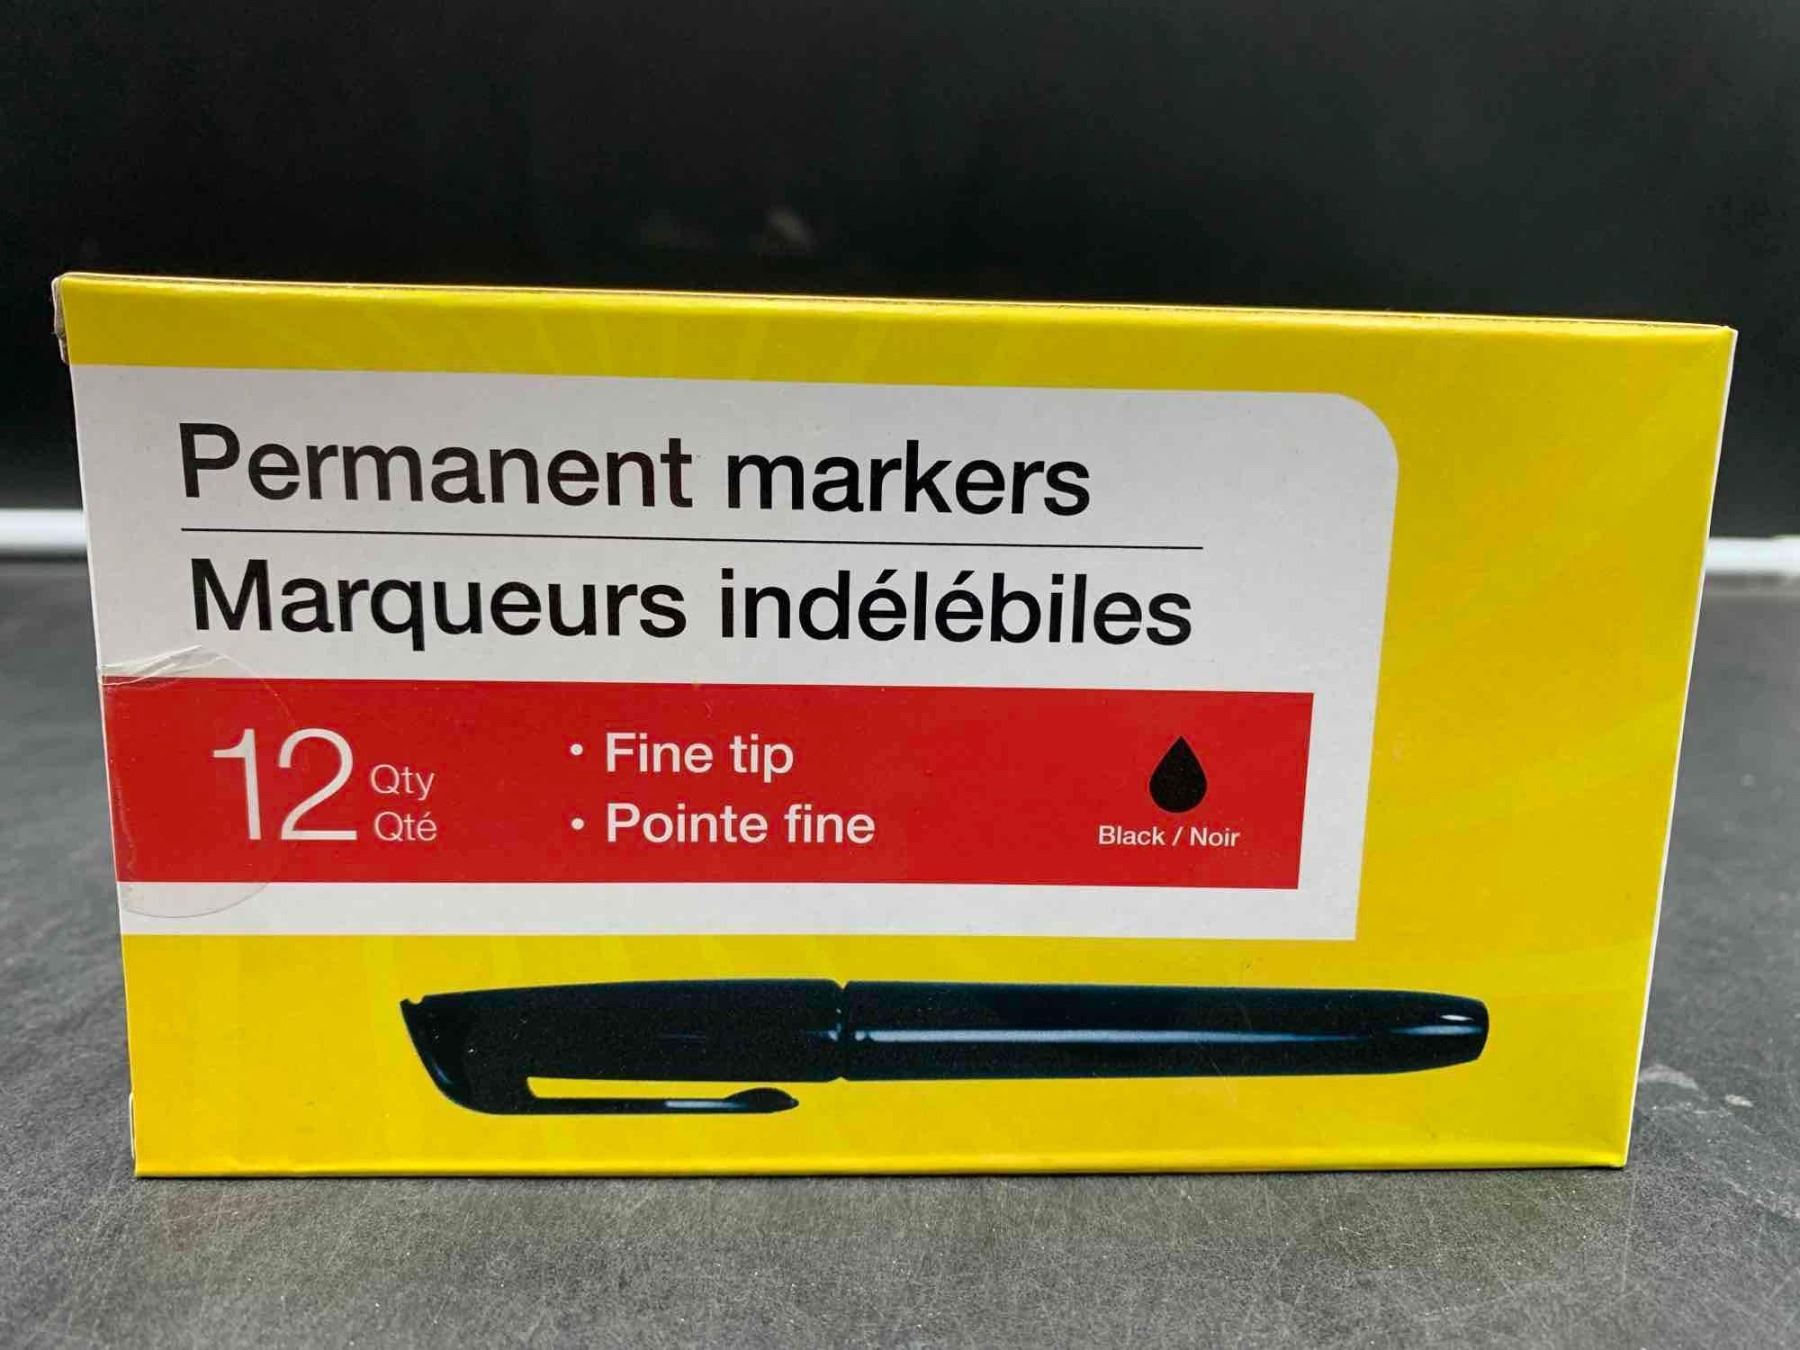 Permanent markers
Marqueurs indélébiles
12 Qty
Qté
• Fine tip
• Pointe fine
Black / Noir